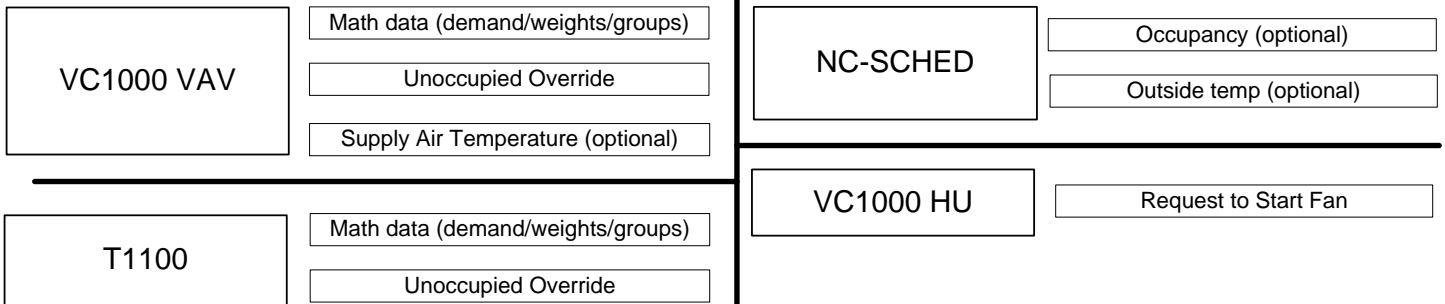 VC1000 VAV
Math data (demand/weights/groups)
Unoccupied Override
Supply Air Temperature (optional)
T1100
Math data (demand/weights/groups)
Unoccupied Override
NC-SCHED
Occupancy (optional)
Outside temp (optional)
VC1000 HU
Request to Start Fan